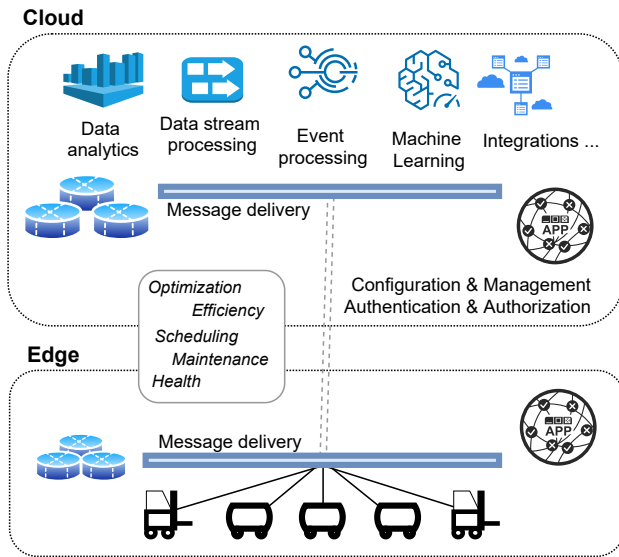 Cloud
Data
analytics
Data stream
processing
Event
processing
Machine
Learning
Integrations ...
Message delivery
APP
Configuration & Management
Authentication & Authorization
Optimization
Efficiency
Scheduling
Maintenance
Health
Edge
Message delivery
APP